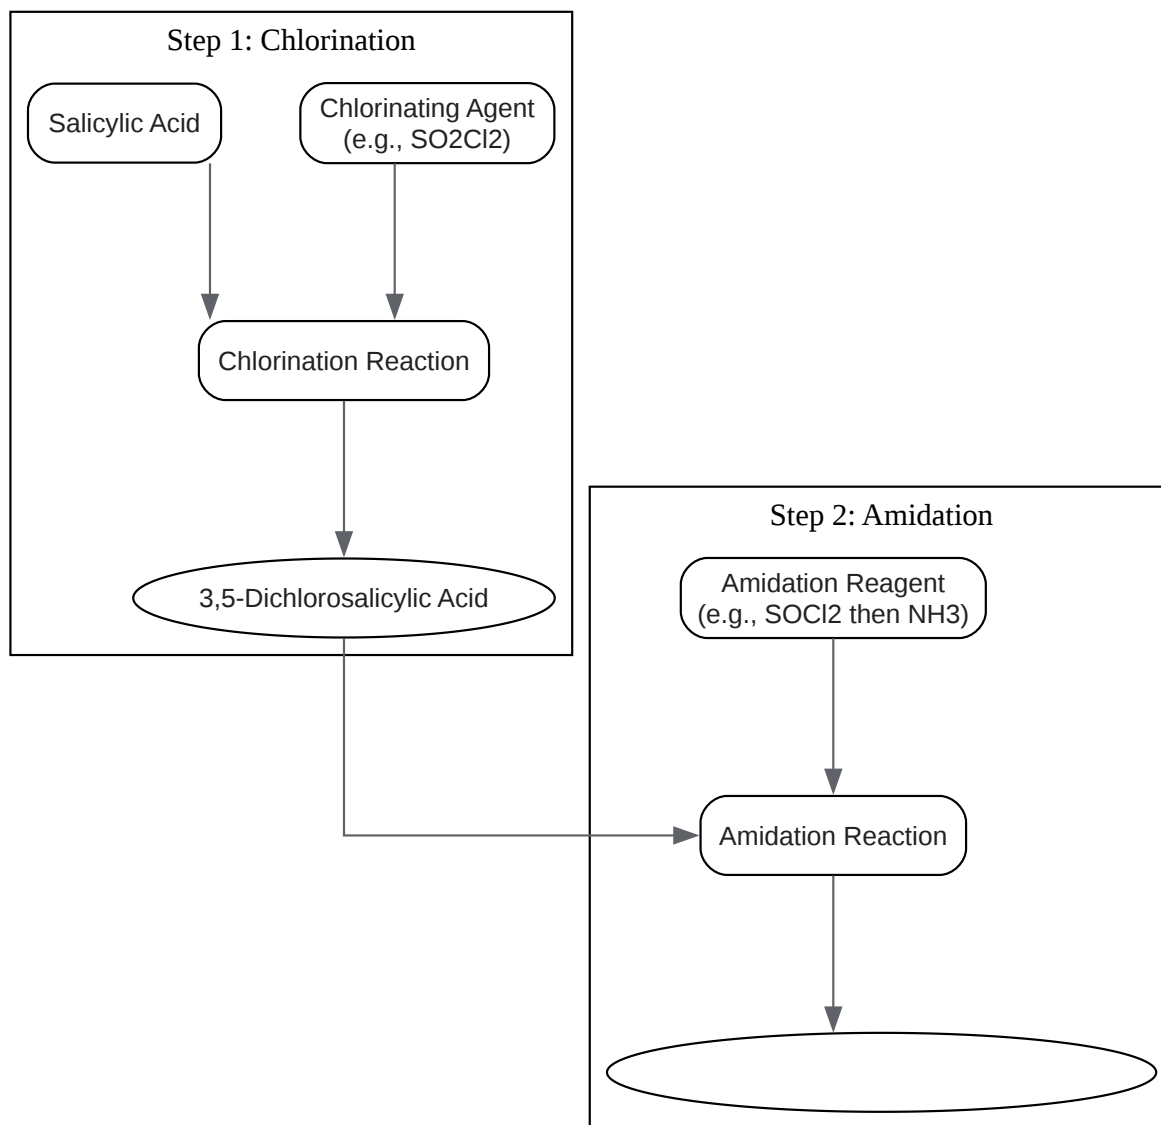 Step 1: Chlorination
Salicylic Acid
Chlorinating Agent
(e.g., SO2Cl2)
Chlorination Reaction
3,5-Dichlorosalicylic Acid
Step 2: Amidation
Amidation Reagent
(e.g., SOCl2 then NH3)
Amidation Reaction